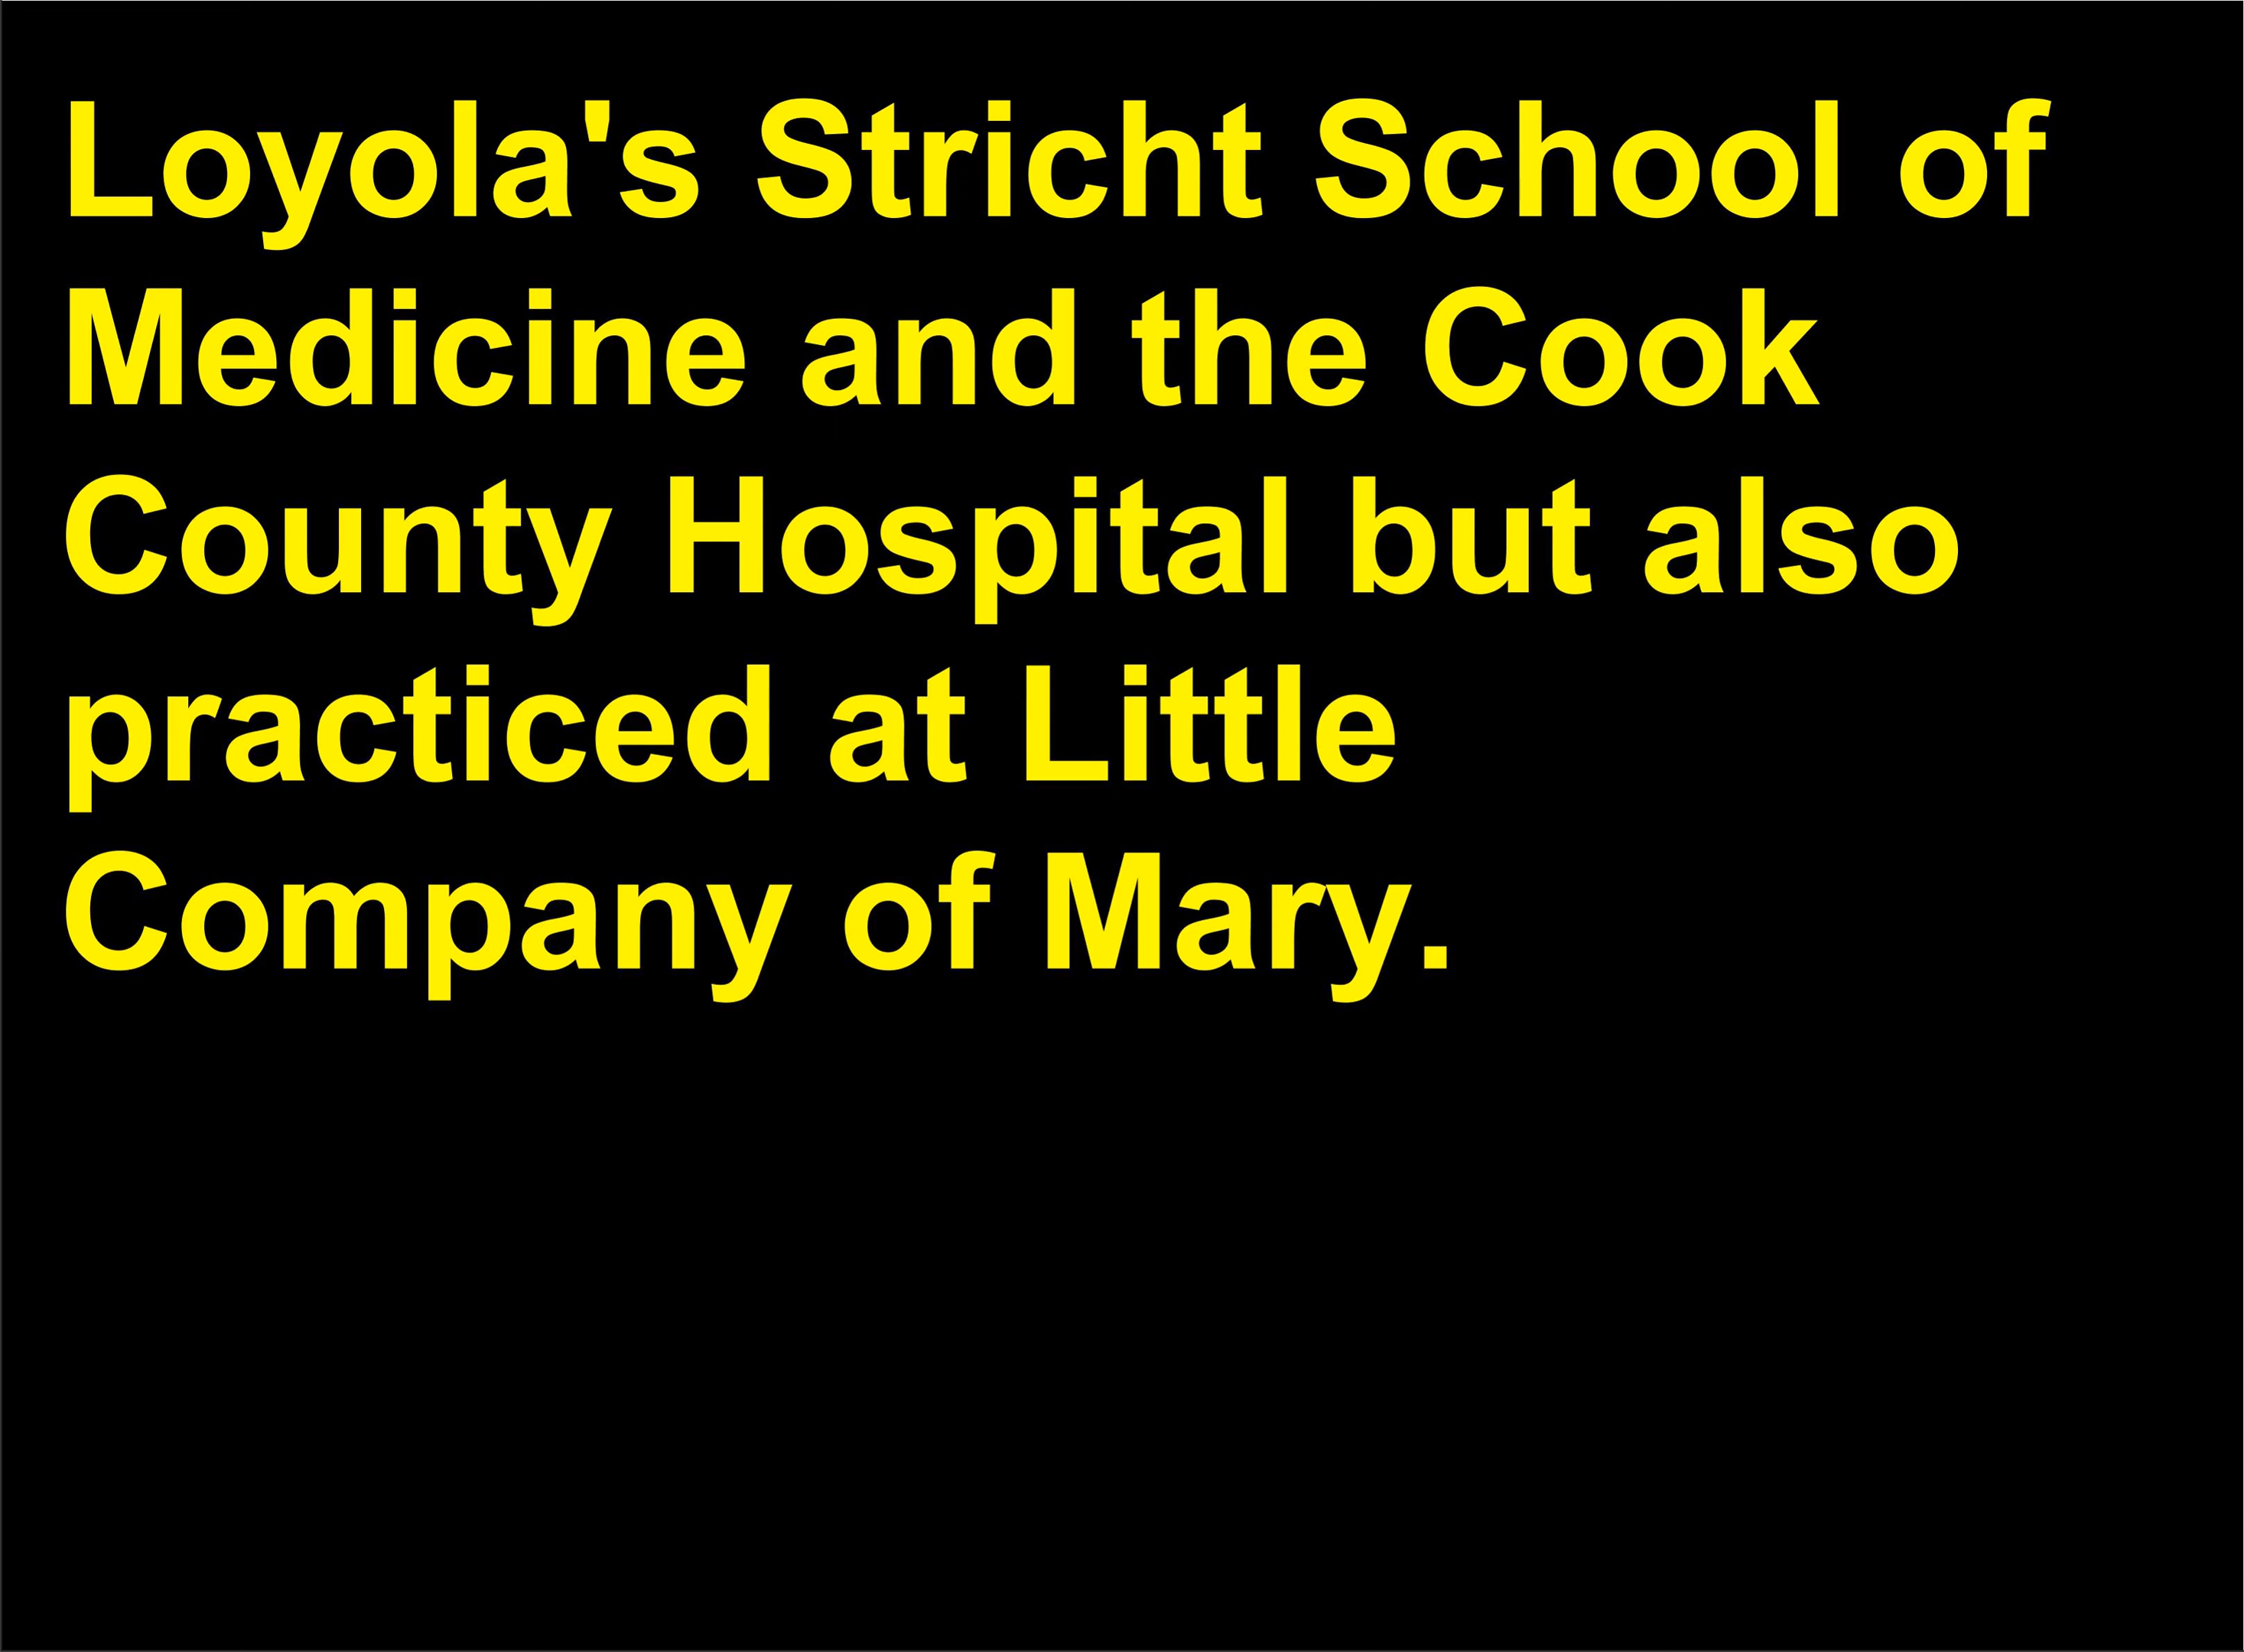 Loyola's Stricht School of
Medicine and the Cook
County Hospital but also
practiced at Little
Company of Mary.